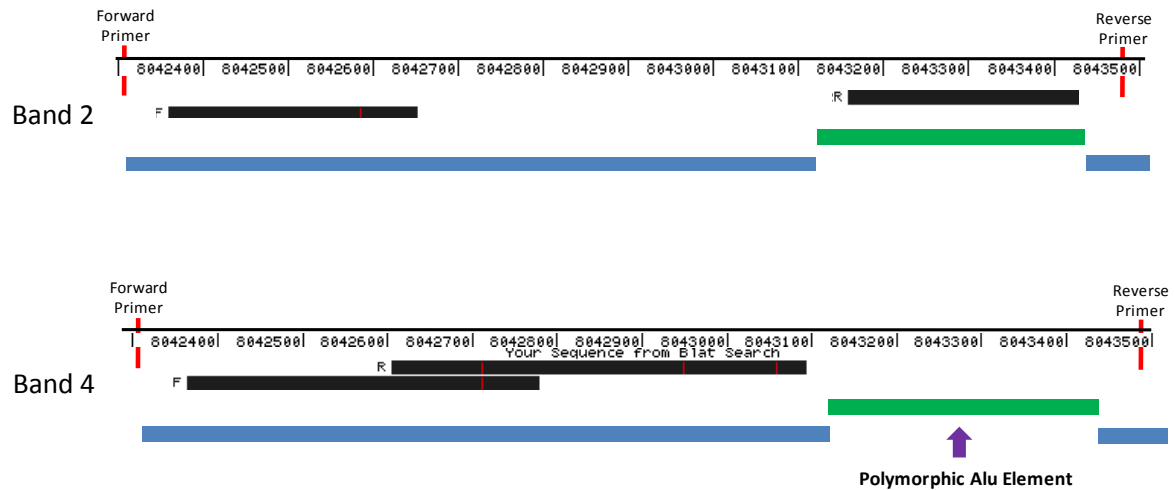 Forward
Primer
Reverse
Primer
| 8042400| 8042500| 8042600| 8042700| 8042800| 8042900| 8043000| 8043100| 8043200| 8043300| 8043400| 8043500|
Band 2
F
R
Forward
Primer
Reverse
Primer
| 8042400| 8042500| 8042600| 8042700| 8042800| 8042900| 8043000| 8043100| 8043200| 8043300| 8043400| 8043500|
Your Sequence from Blat Search
Band 4
R
F
Polymorphic Alu Element